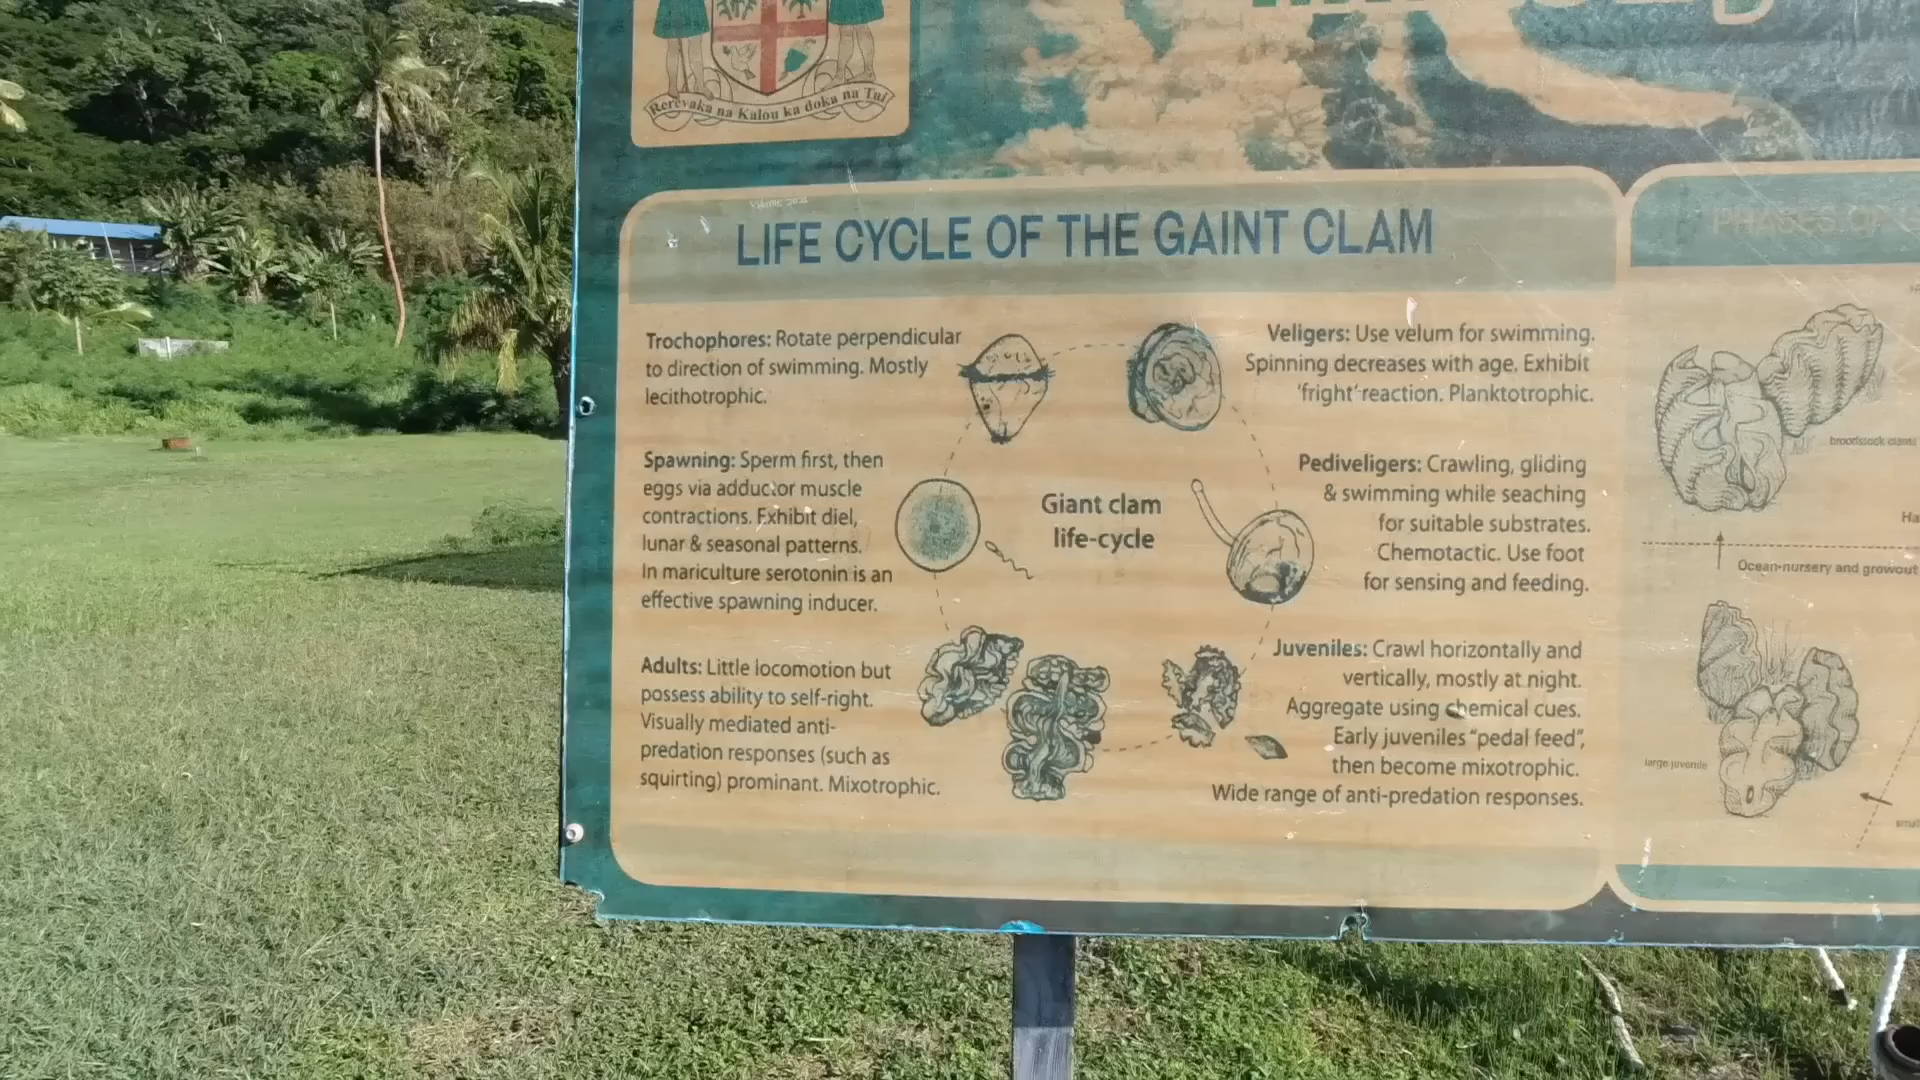 Rerevaka na Kalou ka doka na Tui
LIFE CYCLE OF THE GAINT CLAM
Trochophores: Rotate perpendicular
to direction of swimming. Mostly
lecithotrophic.
Spawning: Sperm first, then
eggs via adductor muscle
contractions. Exhibit diel,
lunar & seasonal patterns.
In mariculture serotonin is an
effective spawning inducer.
Adults: Little locomotion but
possess ability to self-right.
Visually mediated anti-
predation responses (such as
squirting) prominant. Mixotrophic.
Giant clam
life-cycle
Veligers: Use velum for swimming.
Spinning decreases with age. Exhibit
'fright' reaction. Planktotrophic.
Pediveligers: Crawling, gliding
& swimming while seaching
for suitable substrates.
Chemotactic. Use foot
for sensing and feeding.
Juveniles: Crawl horizontally and
vertically, mostly at night.
Aggregate using chemical cues.
Early juveniles "pedal feed",
then become mixotrophic.
Wide range of anti-predation responses.
PHASES OF
broodstock clams
Ocean-nursery and growout
large juvenile